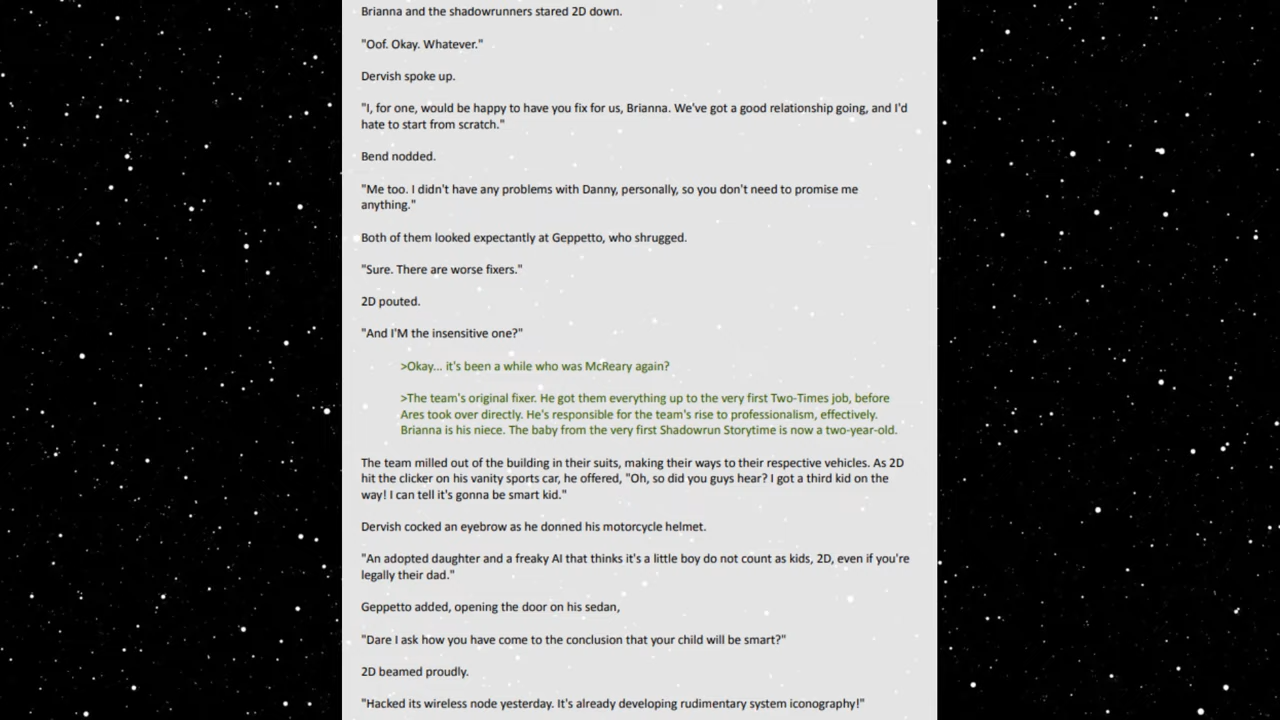 Brianna and the shadowrunners stared 2D down.
"Oof. Okay. Whatever."
Dervish spoke up.
"I, for one, would be happy to have you fix for us, Brianna. We've got a good relationship going, and I'd
hate to start from scratch."
Bend nodded.
"Me too. I didn't have any problems with Danny, personally, so you don't need to promise me
anything."
Both of them looked expectantly at Geppetto, who shrugged.
"Sure. There are worse fixers."
2D pouted.
"And I'M the insensitive one?"
>Okay... it's been a while who was McReary again?
>The team's original fixer. He got them everything up to the very first Two-Times job, before
Ares took over directly. He's responsible for the team's rise to professionalism, effectively.
Brianna is his niece. The baby from the very first Shadowrun Storytime is now a two-year-old.
The team milled out of the building in their suits, making their ways to their respective vehicles. As 2D
hit the clicker on his vanity sports car, he offered, "Oh, so did you guys hear? I got a third kid on the
way! I can tell it's gonna be smart kid."
Dervish cocked an eyebrow as he donned his motorcycle helmet.
"An adopted daughter and a freaky AI that thinks it's a little boy do not count as kids, 2D, even if you're
legally their dad."
Geppetto added, opening the door on his sedan,
"Dare I ask how you have come to the conclusion that your child will be smart?"
2D beamed proudly.
"Hacked its wireless node yesterday. It's already developing rudimentary system iconography!"